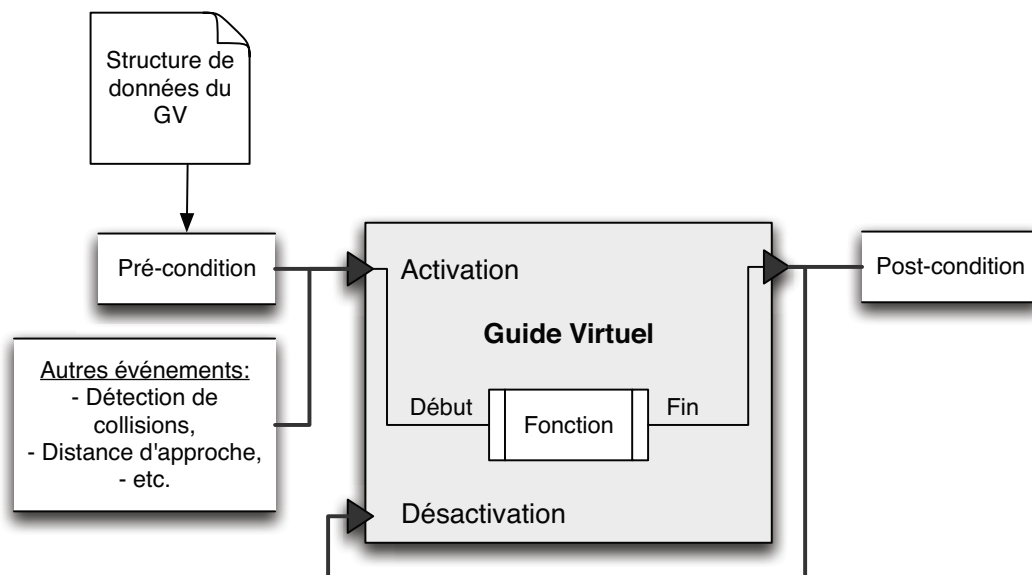 Structure de
données du
GV
Pré-condition
Activation
Post-condition
Guide Virtuel
Autres événements:
- Détection de
collisions,
- Distance d'approche,
- etc.
Début
Fonction
Fin
Désactivation